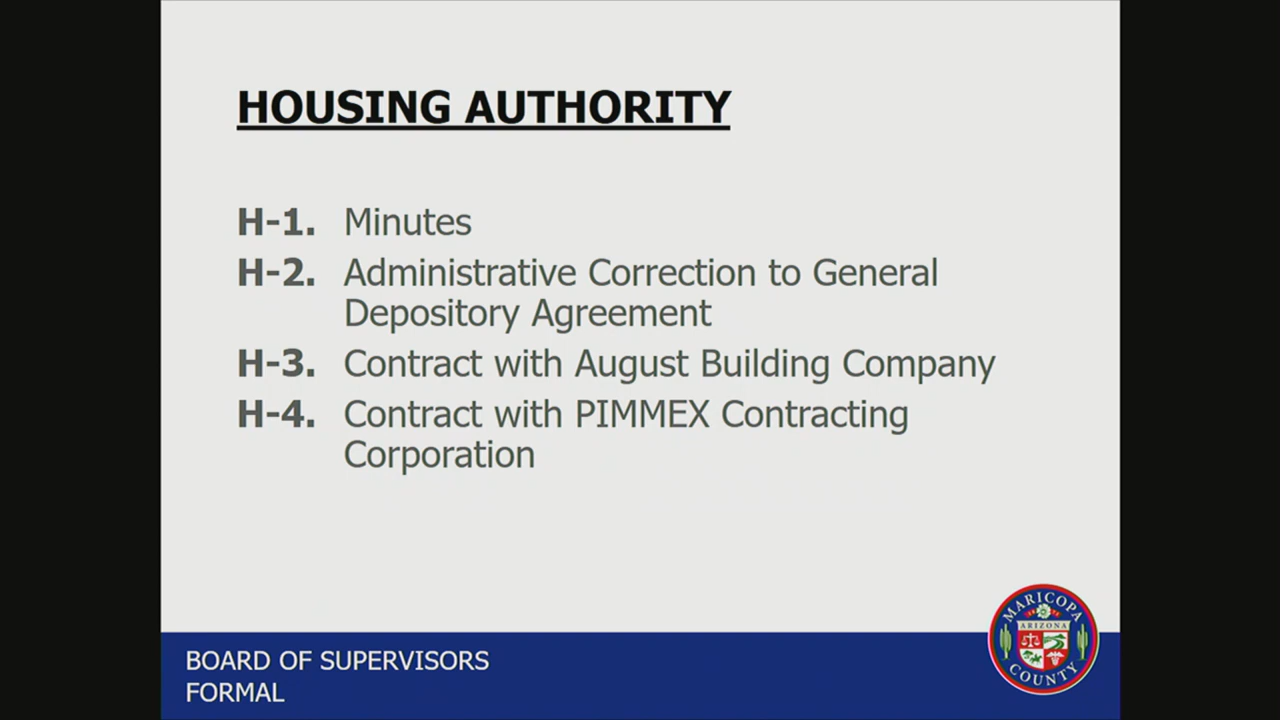 HOUSING AUTHORITY
H-1. Minutes
H-2. Administrative Correction to General
Depository Agreement
H-3. Contract with August Building Company
H-4. Contract with PIMMEX Contracting
Corporation
BOARD OF SUPERVISORS
FORMAL
MARICOPA
ARIZONA
COUNTY